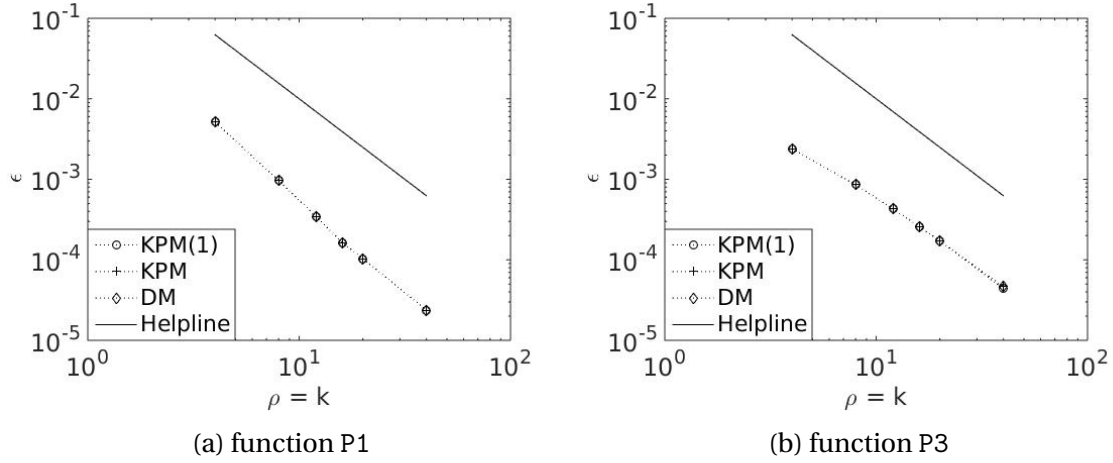 10^-1
10^-2
10^-3
10^-4
10^-5
ϵ
KPM(1)
KPM
DM
Helpline
10^0
10^1
10^2
ρ = k
(a) function P1
10^-1
10^-2
10^-3
10^-4
10^-5
ϵ
KPM(1)
KPM
DM
Helpline
10^0
10^1
10^2
ρ = k
(b) function P3